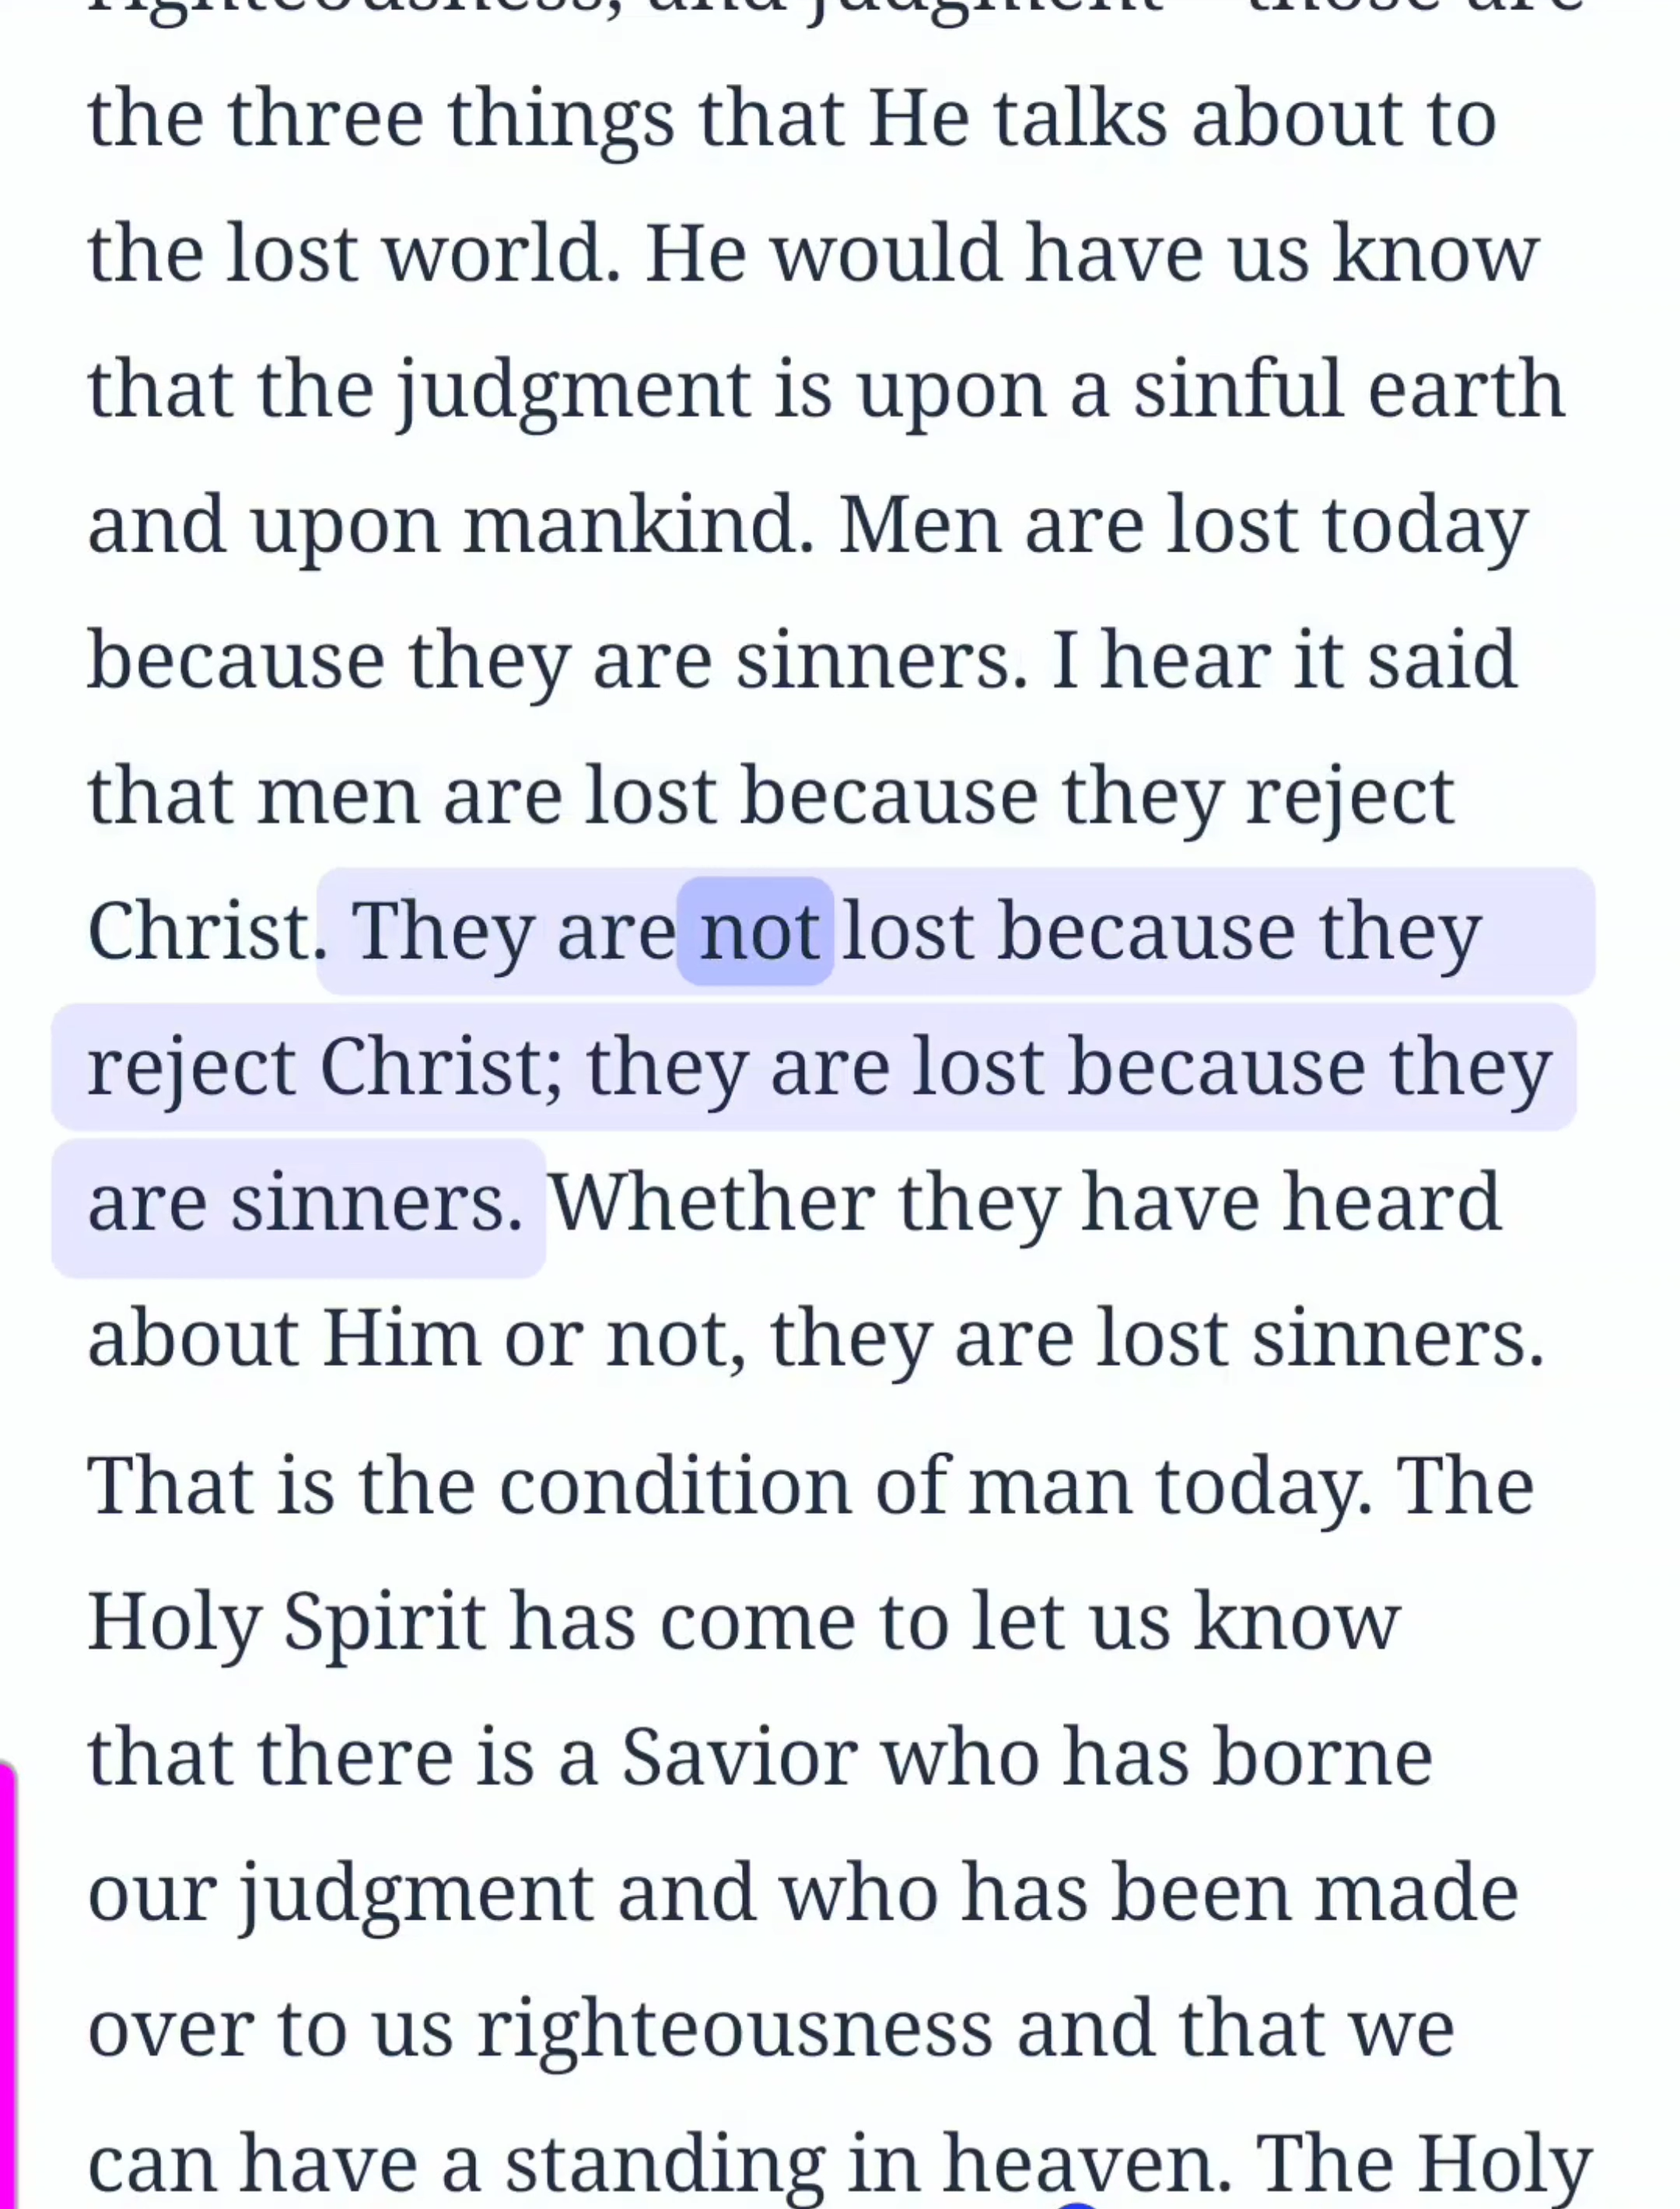 righteousness, and judgment—those are
the three things that He talks about to
the lost world. He would have us know
that the judgment is upon a sinful earth
and upon mankind. Men are lost today
because they are sinners. I hear it said
that men are lost because they reject
Christ. They are not lost because they
reject Christ; they are lost because they
are sinners. Whether they have heard
about Him or not, they are lost sinners.
That is the condition of man today. The
Holy Spirit has come to let us know
that there is a Savior who has borne
our judgment and who has been made
over to us righteousness and that we
can have a standing in heaven. The Holy